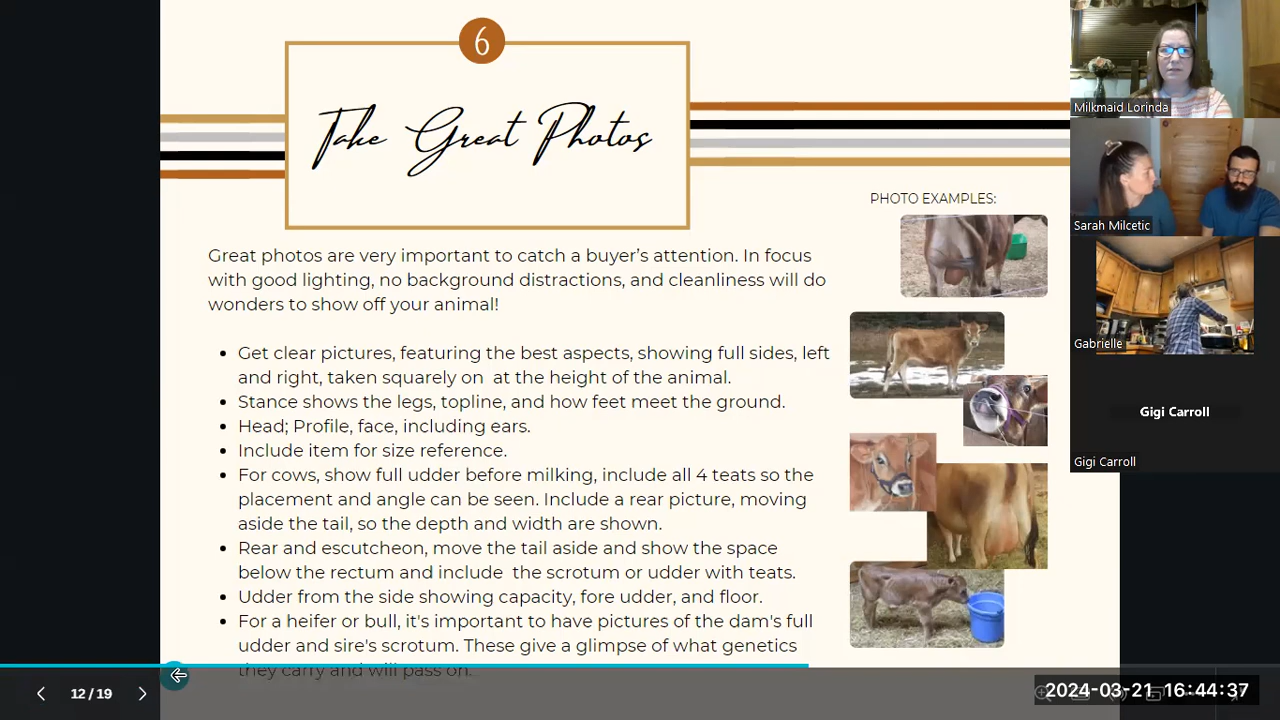 6
Take Great Photos
PHOTO EXAMPLES:
Great photos are very important to catch a buyer's attention. In focus
with good lighting, no background distractions, and cleanliness will do
wonders to show off your animal!
• Get clear pictures, featuring the best aspects, showing full sides, left
and right, taken squarely on at the height of the animal.
• Stance shows the legs, topline, and how feet meet the ground.
• Head; Profile, face, including ears.
• Include item for size reference.
• For cows, show full udder before milking, include all 4 teats so the
placement and angle can be seen. Include a rear picture, moving
aside the tail, so the depth and width are shown.
• Rear and escutcheon, move the tail aside and show the space
below the rectum and include the scrotum or udder with teats.
• Udder from the side showing capacity, fore udder, and floor.
• For a heifer or bull, it's important to have pictures of the dam's full
udder and sire's scrotum. These give a glimpse of what genetics
they carry and will pass on.
12 / 19
Milkmaid Lorinda
Sarah Milcetic
Gabrielle
Gigi Carroll
Gigi Carroll
2024-03-21 16:44:37